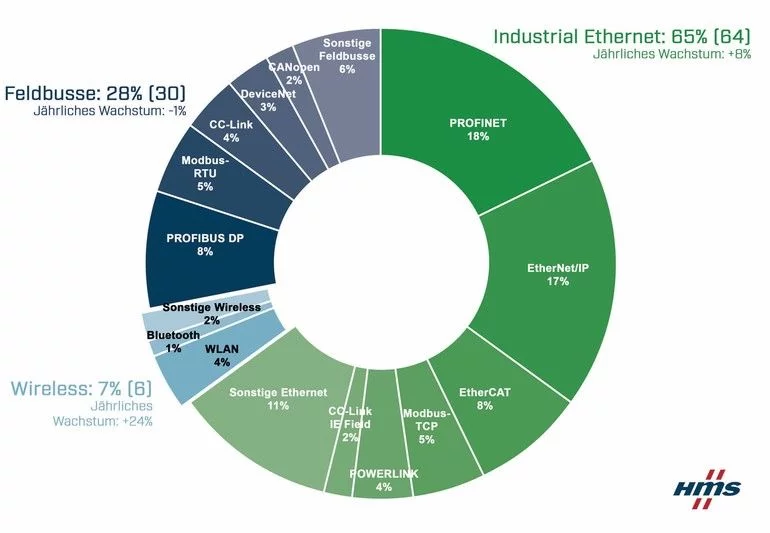 Industrial Ethernet: 65% (64)
Jährliches Wachstum: +8%
PROFINET
18%
EtherNet/IP
17%
EtherCAT
8%
Modbus-
TCP
5%
POWERLINK
4%
CC-Link
IE Field
2%
Sonstige Ethernet
11%
Wireless: 7% (6)
Jährliches
Wachstum: +24%
WLAN
4%
Bluetooth
1%
Sonstige Wireless
2%
Feldbusse: 28% (30)
Jährliches Wachstum: -1%
PROFIBUS DP
8%
Modbus-
RTU
5%
CC-Link
4%
DeviceNet
3%
CANopen
2%
Sonstige
Feldbusse
6%
HMS